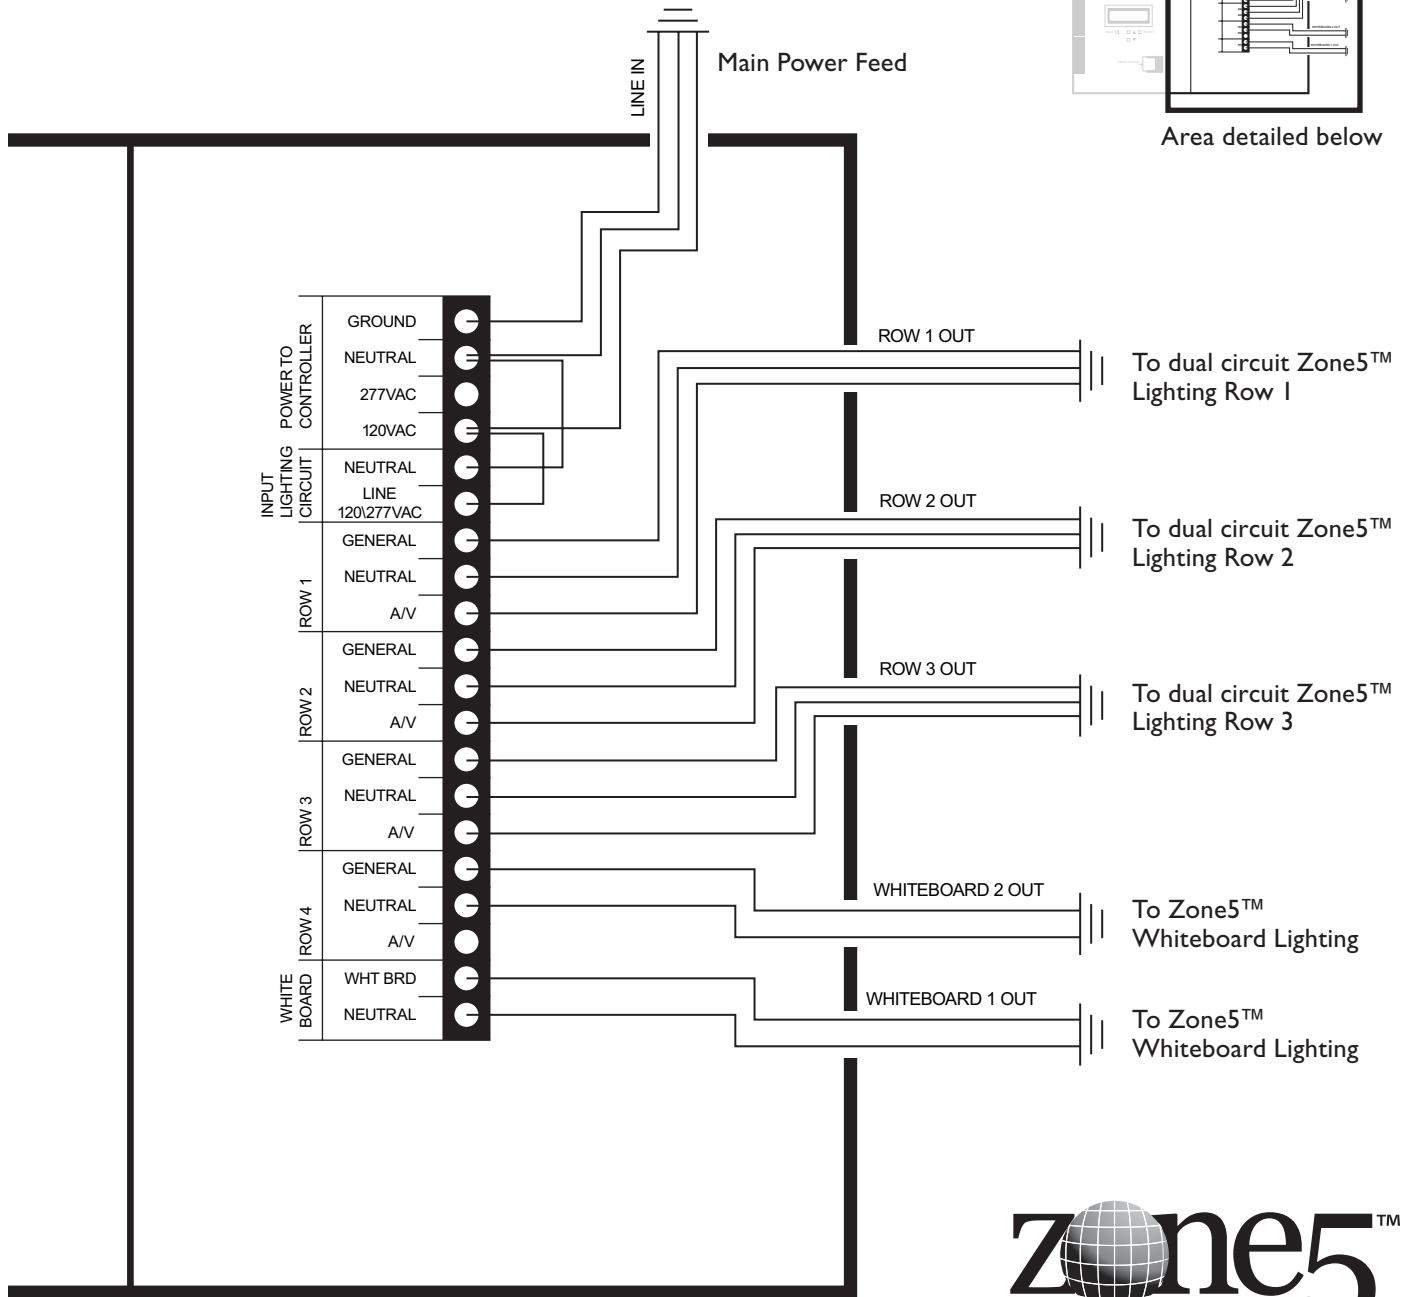 Main Power Feed
LINE IN
Area detailed below
POWER TO
CONTROLLER
GROUND
NEUTRAL
277VAC
120VAC
INPUT
LIGHTING
CIRCUIT
NEUTRAL
LINE
120\277VAC
ROW 1
GENERAL
NEUTRAL
A/V
ROW 2
GENERAL
NEUTRAL
A/V
ROW 3
GENERAL
NEUTRAL
A/V
ROW 4
GENERAL
NEUTRAL
A/V
WHITE
BOARD
WHT BRD
NEUTRAL
ROW 1 OUT
To dual circuit Zone5™
Lighting Row 1
ROW 2 OUT
To dual circuit Zone5™
Lighting Row 2
ROW 3 OUT
To dual circuit Zone5™
Lighting Row 3
WHITEBOARD 2 OUT
To Zone5™
Whiteboard Lighting
WHITEBOARD 1 OUT
To Zone5™
Whiteboard Lighting
zone5™